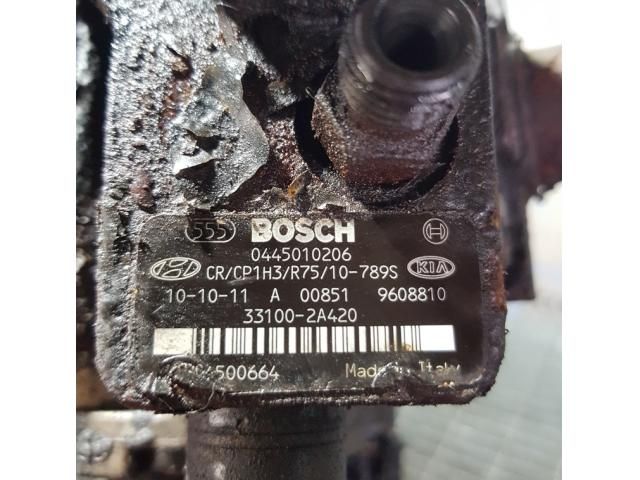 555 BOSCH
0445010206
CR/CP1H3/R75/10-789S KIA
10-10-11 A 00851 9608810
33100-2A420
500664 Made in Italy